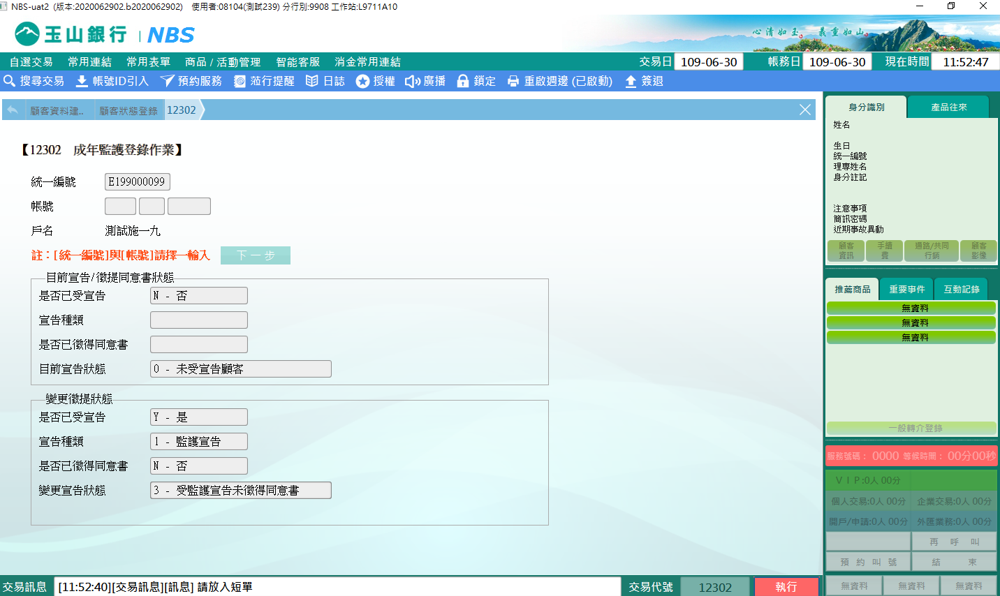 NBS-uat2 (版本:2020062902.b2020062902) 使用者:08104(測試239) 分行別:9908 工作站:L9711A10
玉山銀行 NBS
心清如玉。義重如山。
自選交易 常用連結 常用表單 商品 / 活動管理 智能客服 消金常用連結 交易日 109-06-30 帳務日 109-06-30 現在時間 11:52:47
搜尋交易 帳號ID引入 預約服務 蒞行提醒 日誌 授權 廣播 鎖定 重啟週邊 (已啟動) 簽退
顧客資料建.. 顧客狀態登錄 12302
【12302 成年監護登錄作業】
統一編號 E199000099
帳號
戶名 測試施一九
註：[統一編號]與[帳號]請擇一輸入 下一步
目前宣告/徵提同意書狀態
是否已受宣告 N - 否
宣告種類
是否已徵得同意書
目前宣告狀態 0 - 未受宣告顧客
變更徵提狀態
是否已受宣告 Y - 是
宣告種類 1 - 監護宣告
是否已徵得同意書 N - 否
變更宣告狀態 3 - 受監護宣告未徵得同意書
身分識別 產品往來
姓名
生日
統一編號
理專姓名
身分註記
注意事項
簡訊密碼
近期事故異動
顧客資訊 手續費 通路/共同行銷 顧客影像
推薦商品 重要事件 互動記錄
無資料
無資料
無資料
一般轉介登錄
服務號碼： 0000 等候時間： 00分00秒
ＶＩＰ:0人 00分
個人交易:0人 00分 企業交易:0人 00分
開戶/申請:0人 00分 外匯業務:0人 00分
再 呼 叫
預 約 叫 號 結 束
無資料 無資料 無資料
交易訊息 [11:52:40][交易訊息][訊息] 請放入短單 交易代號 12302 執行